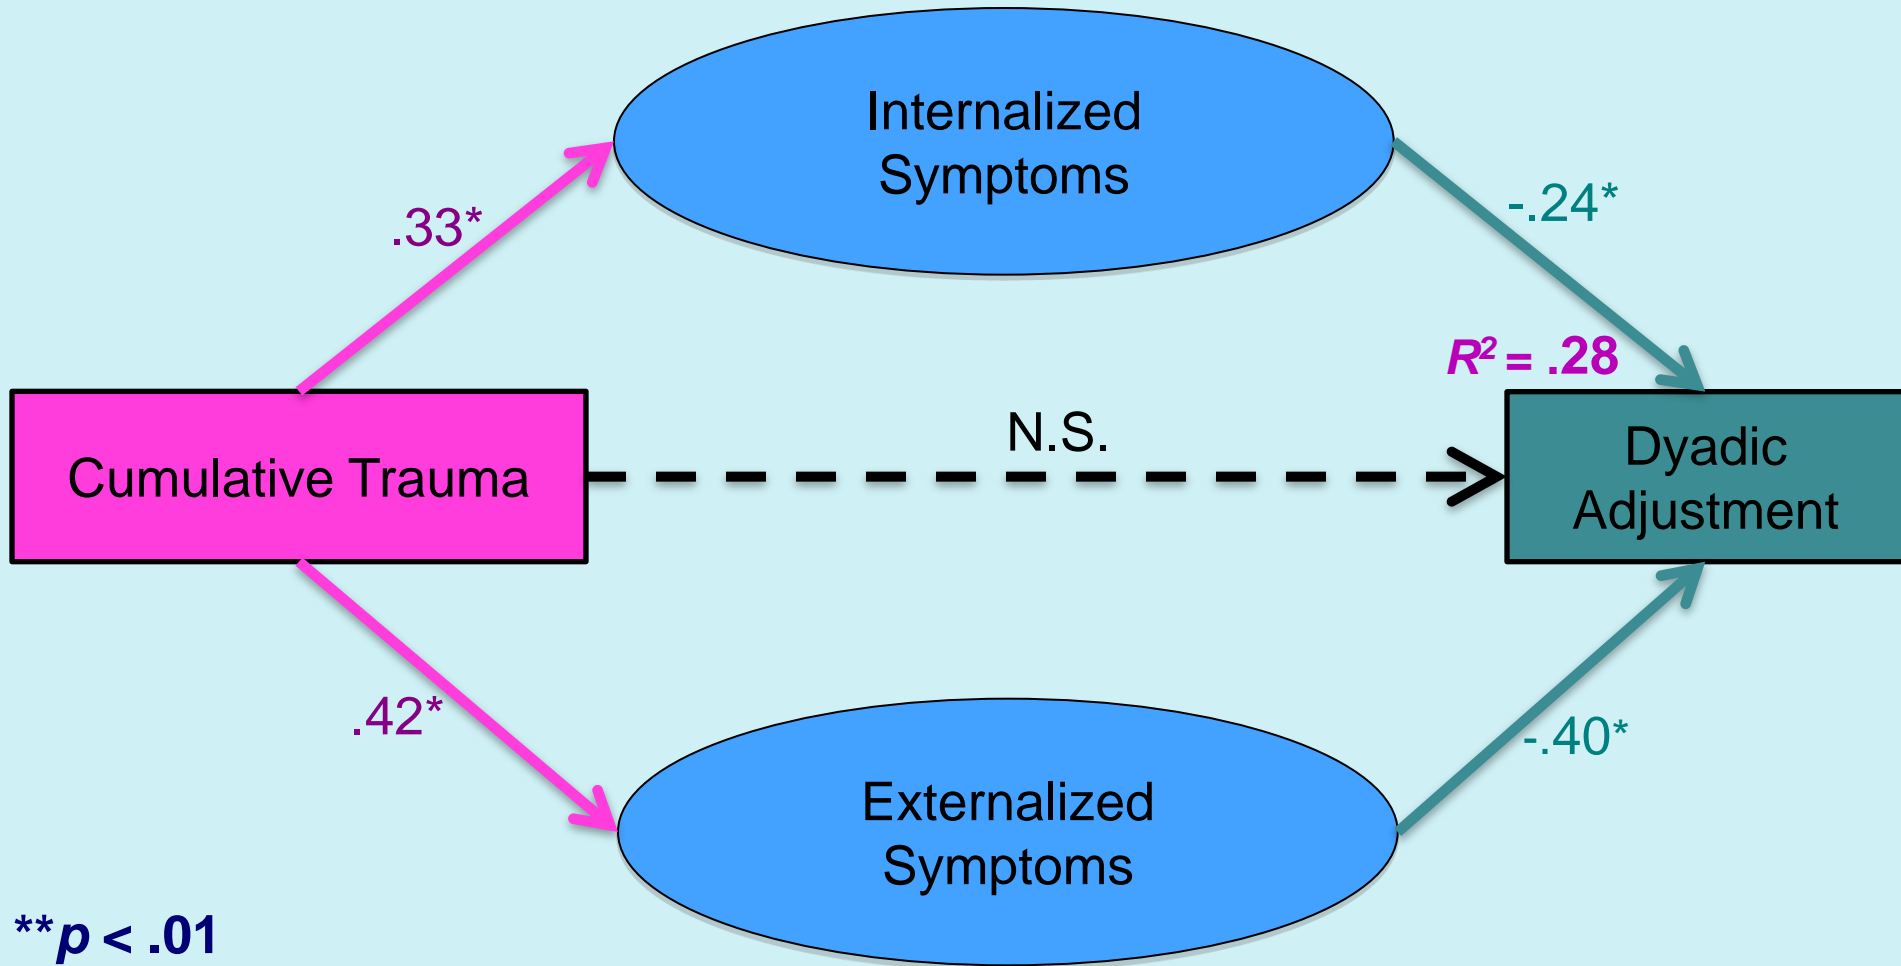 Internalized
Symptoms
.33*
-.24*
R² = .28
N.S.
Cumulative Trauma
Dyadic
Adjustment
.42*
-.40*
Externalized
Symptoms
**p < .01